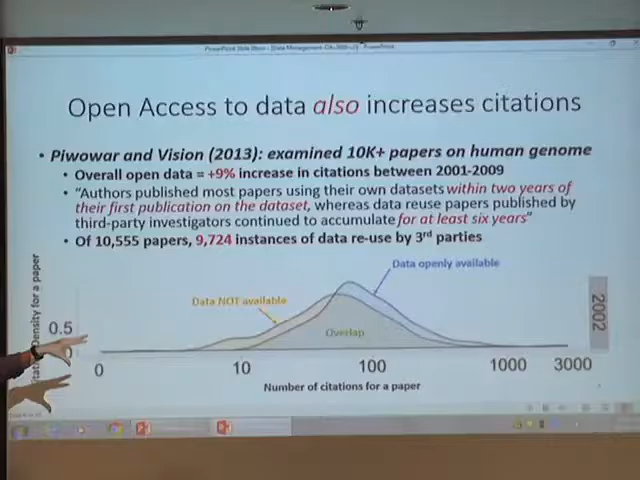 Open Access to data also increases citations
• Piwowar and Vision (2013): examined 10K+ papers on human genome
• Overall open data = +9% increase in citations between 2001-2009
• "Authors published most papers using their own datasets within two years of
their first publication on the dataset, whereas data reuse papers published by
third-party investigators continued to accumulate for at least six years"
• Of 10,555 papers, 9,724 instances of data re-use by 3rd parties
Data openly available
Data NOT available
Overlap
Density for a paper
0.5
2002
0 10 100 1000 3000
Number of citations for a paper